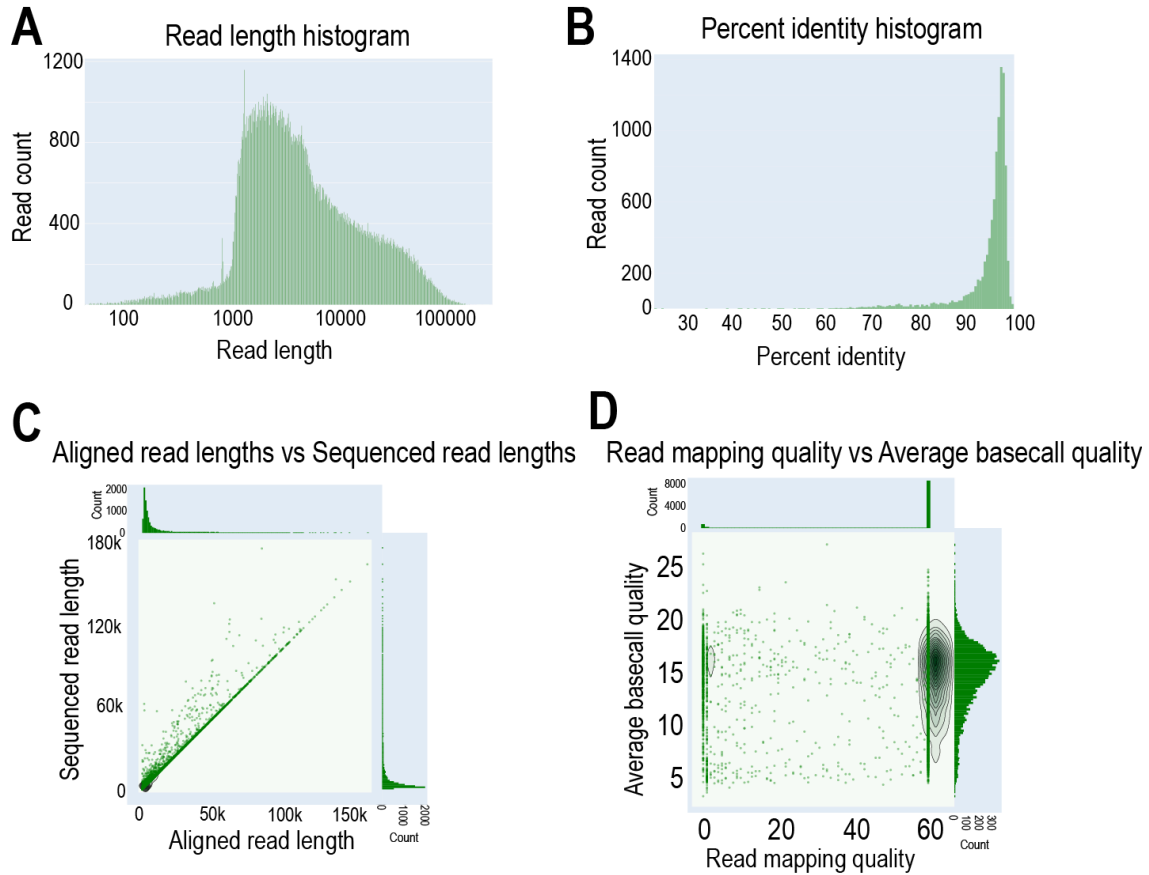 A
Read length histogram
1200
800
400
0
Read count
100 1000 10000 100000
Read length
B
Percent identity histogram
1400
1000
600
200
0
Read count
30 40 50 60 70 80 90 100
Percent identity
C
Aligned read lengths vs Sequenced read lengths
2000
1000
0
Count
180k
120k
60k
0
Sequenced read length
0 50k 100k 150k
Aligned read length
0 1000 2000
Count
D
Read mapping quality vs Average basecall quality
8000
4000
0
Count
25
20
15
10
5
Average basecall quality
0 20 40 60
Read mapping quality
0 100 200 300
Count